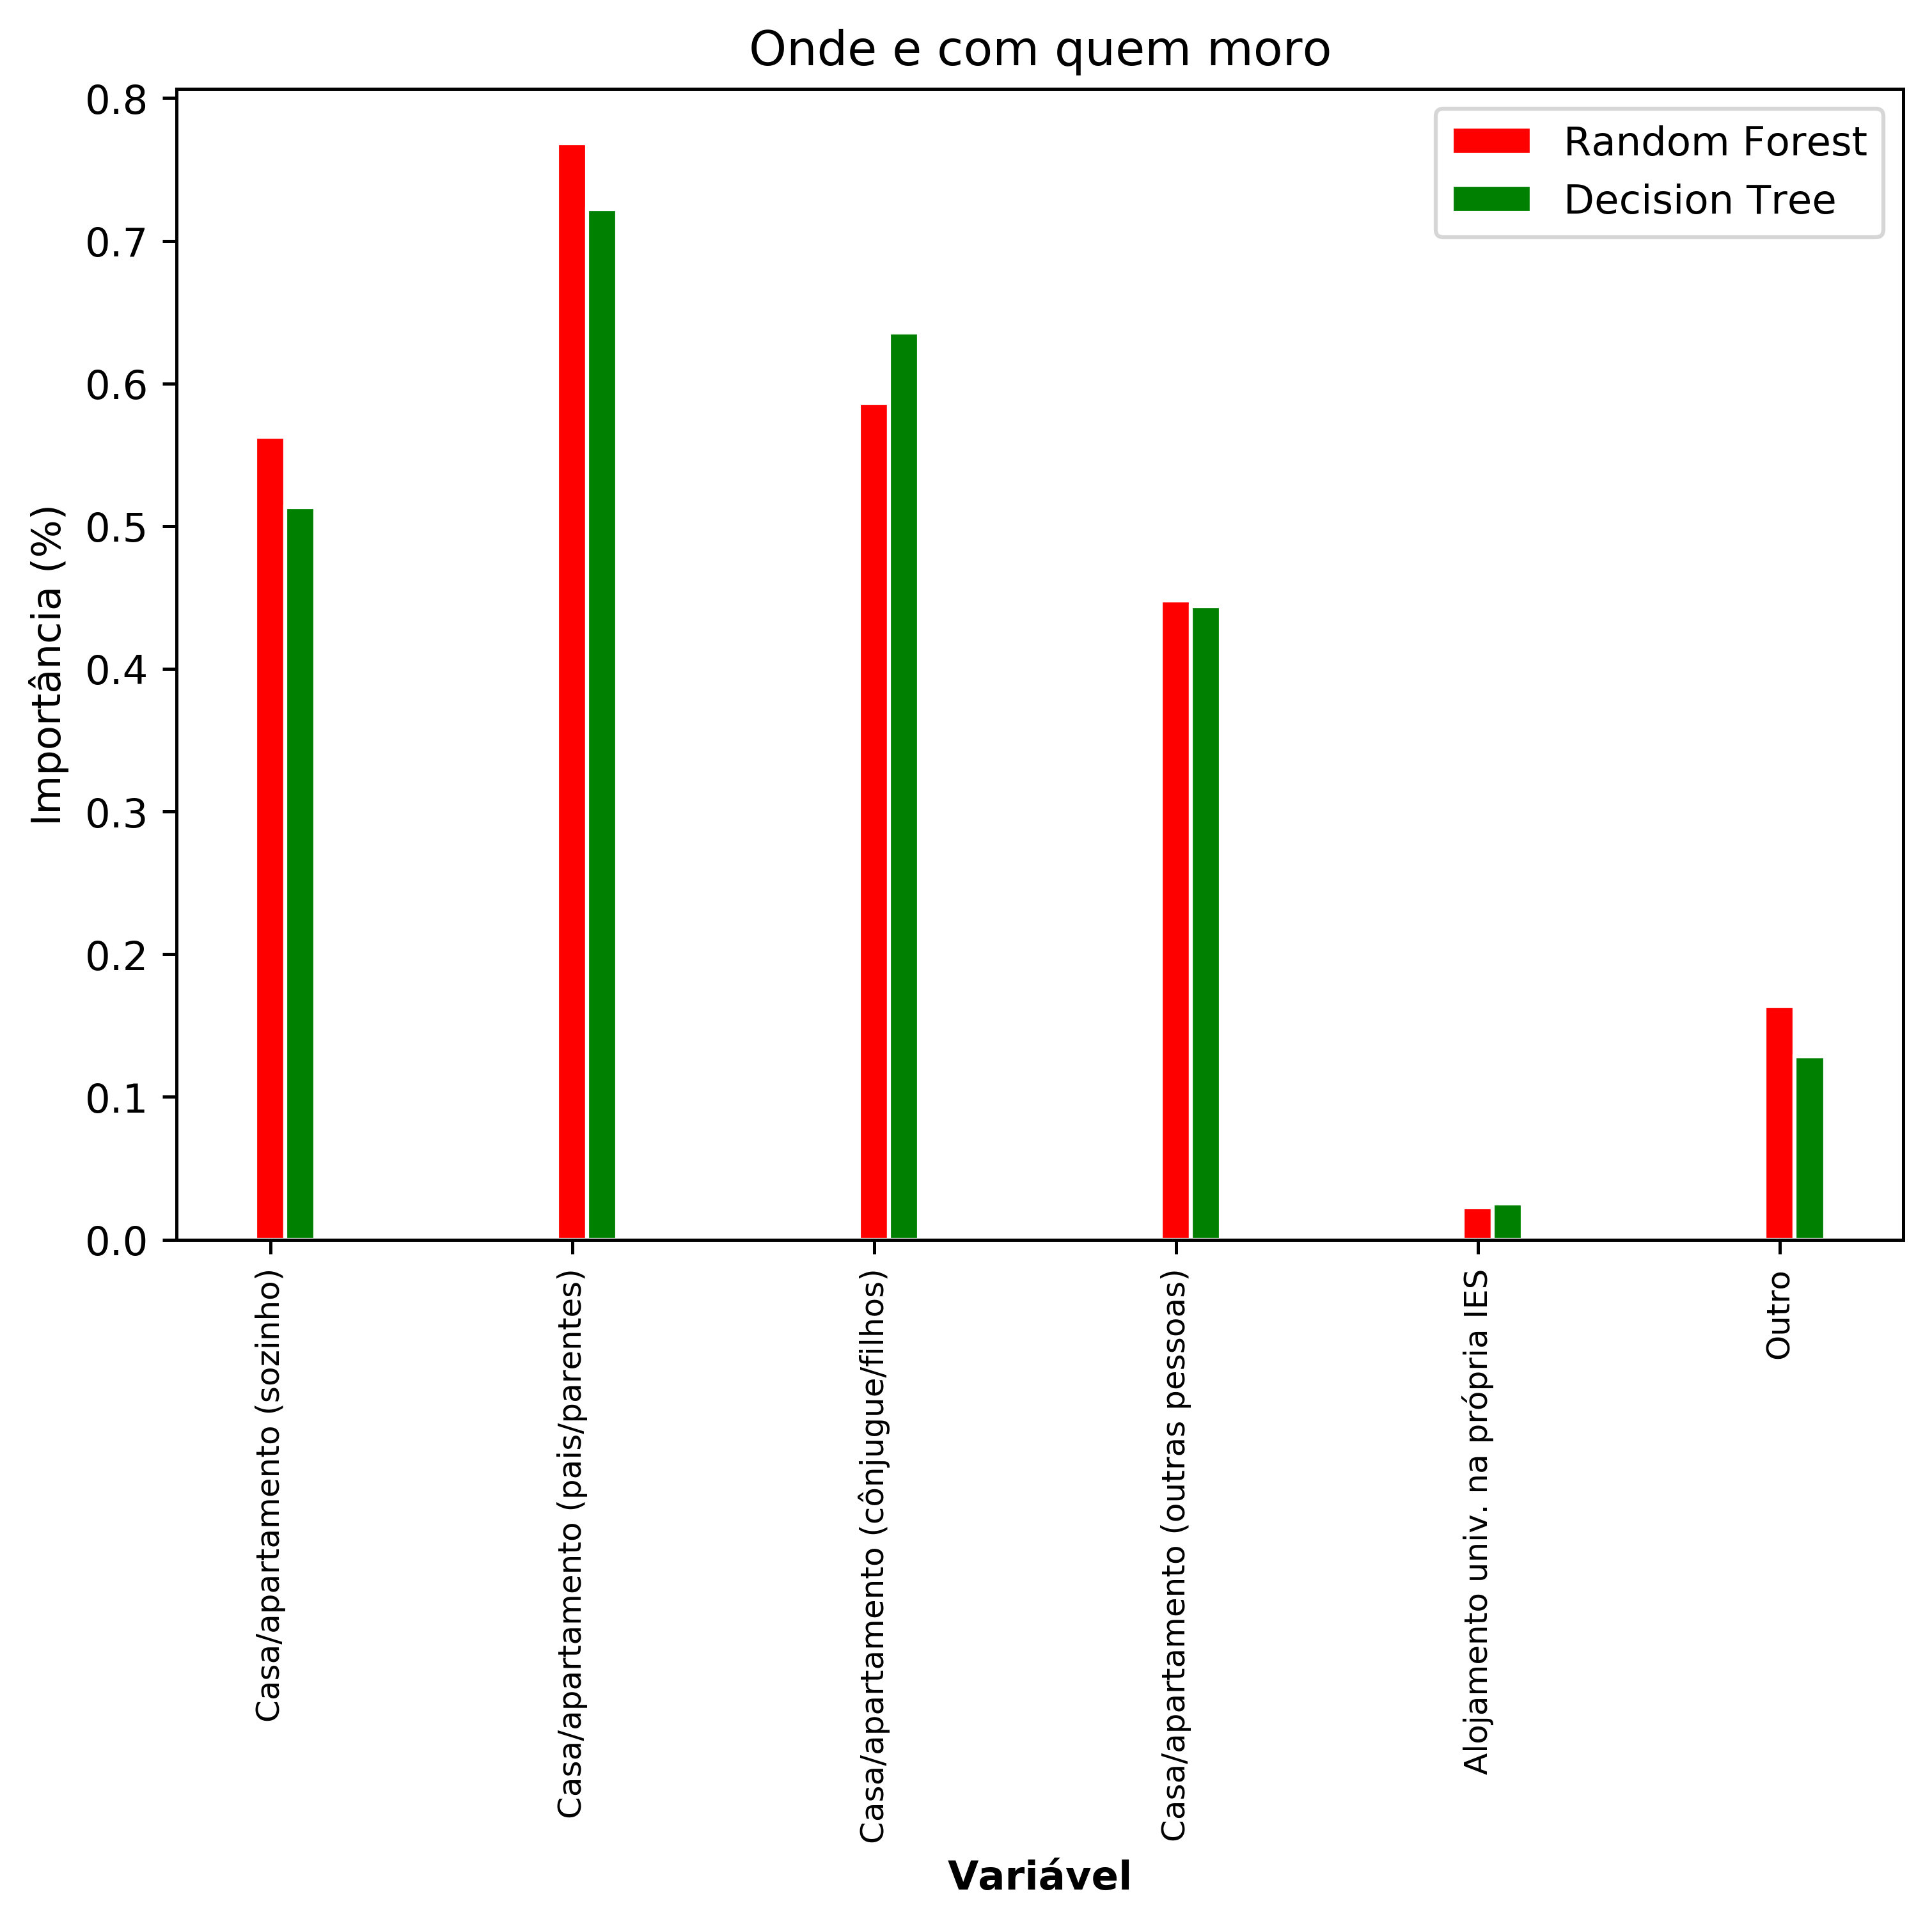 Onde e com quem moro
Random Forest
Decision Tree
Importância (%)
0.8
0.7
0.6
0.5
0.4
0.3
0.2
0.1
0.0
Casa/apartamento (sozinho)
Casa/apartamento (pais/parentes)
Casa/apartamento (cônjugue/filhos)
Casa/apartamento (outras pessoas)
Alojamento univ. na própria IES
Outro
Variável